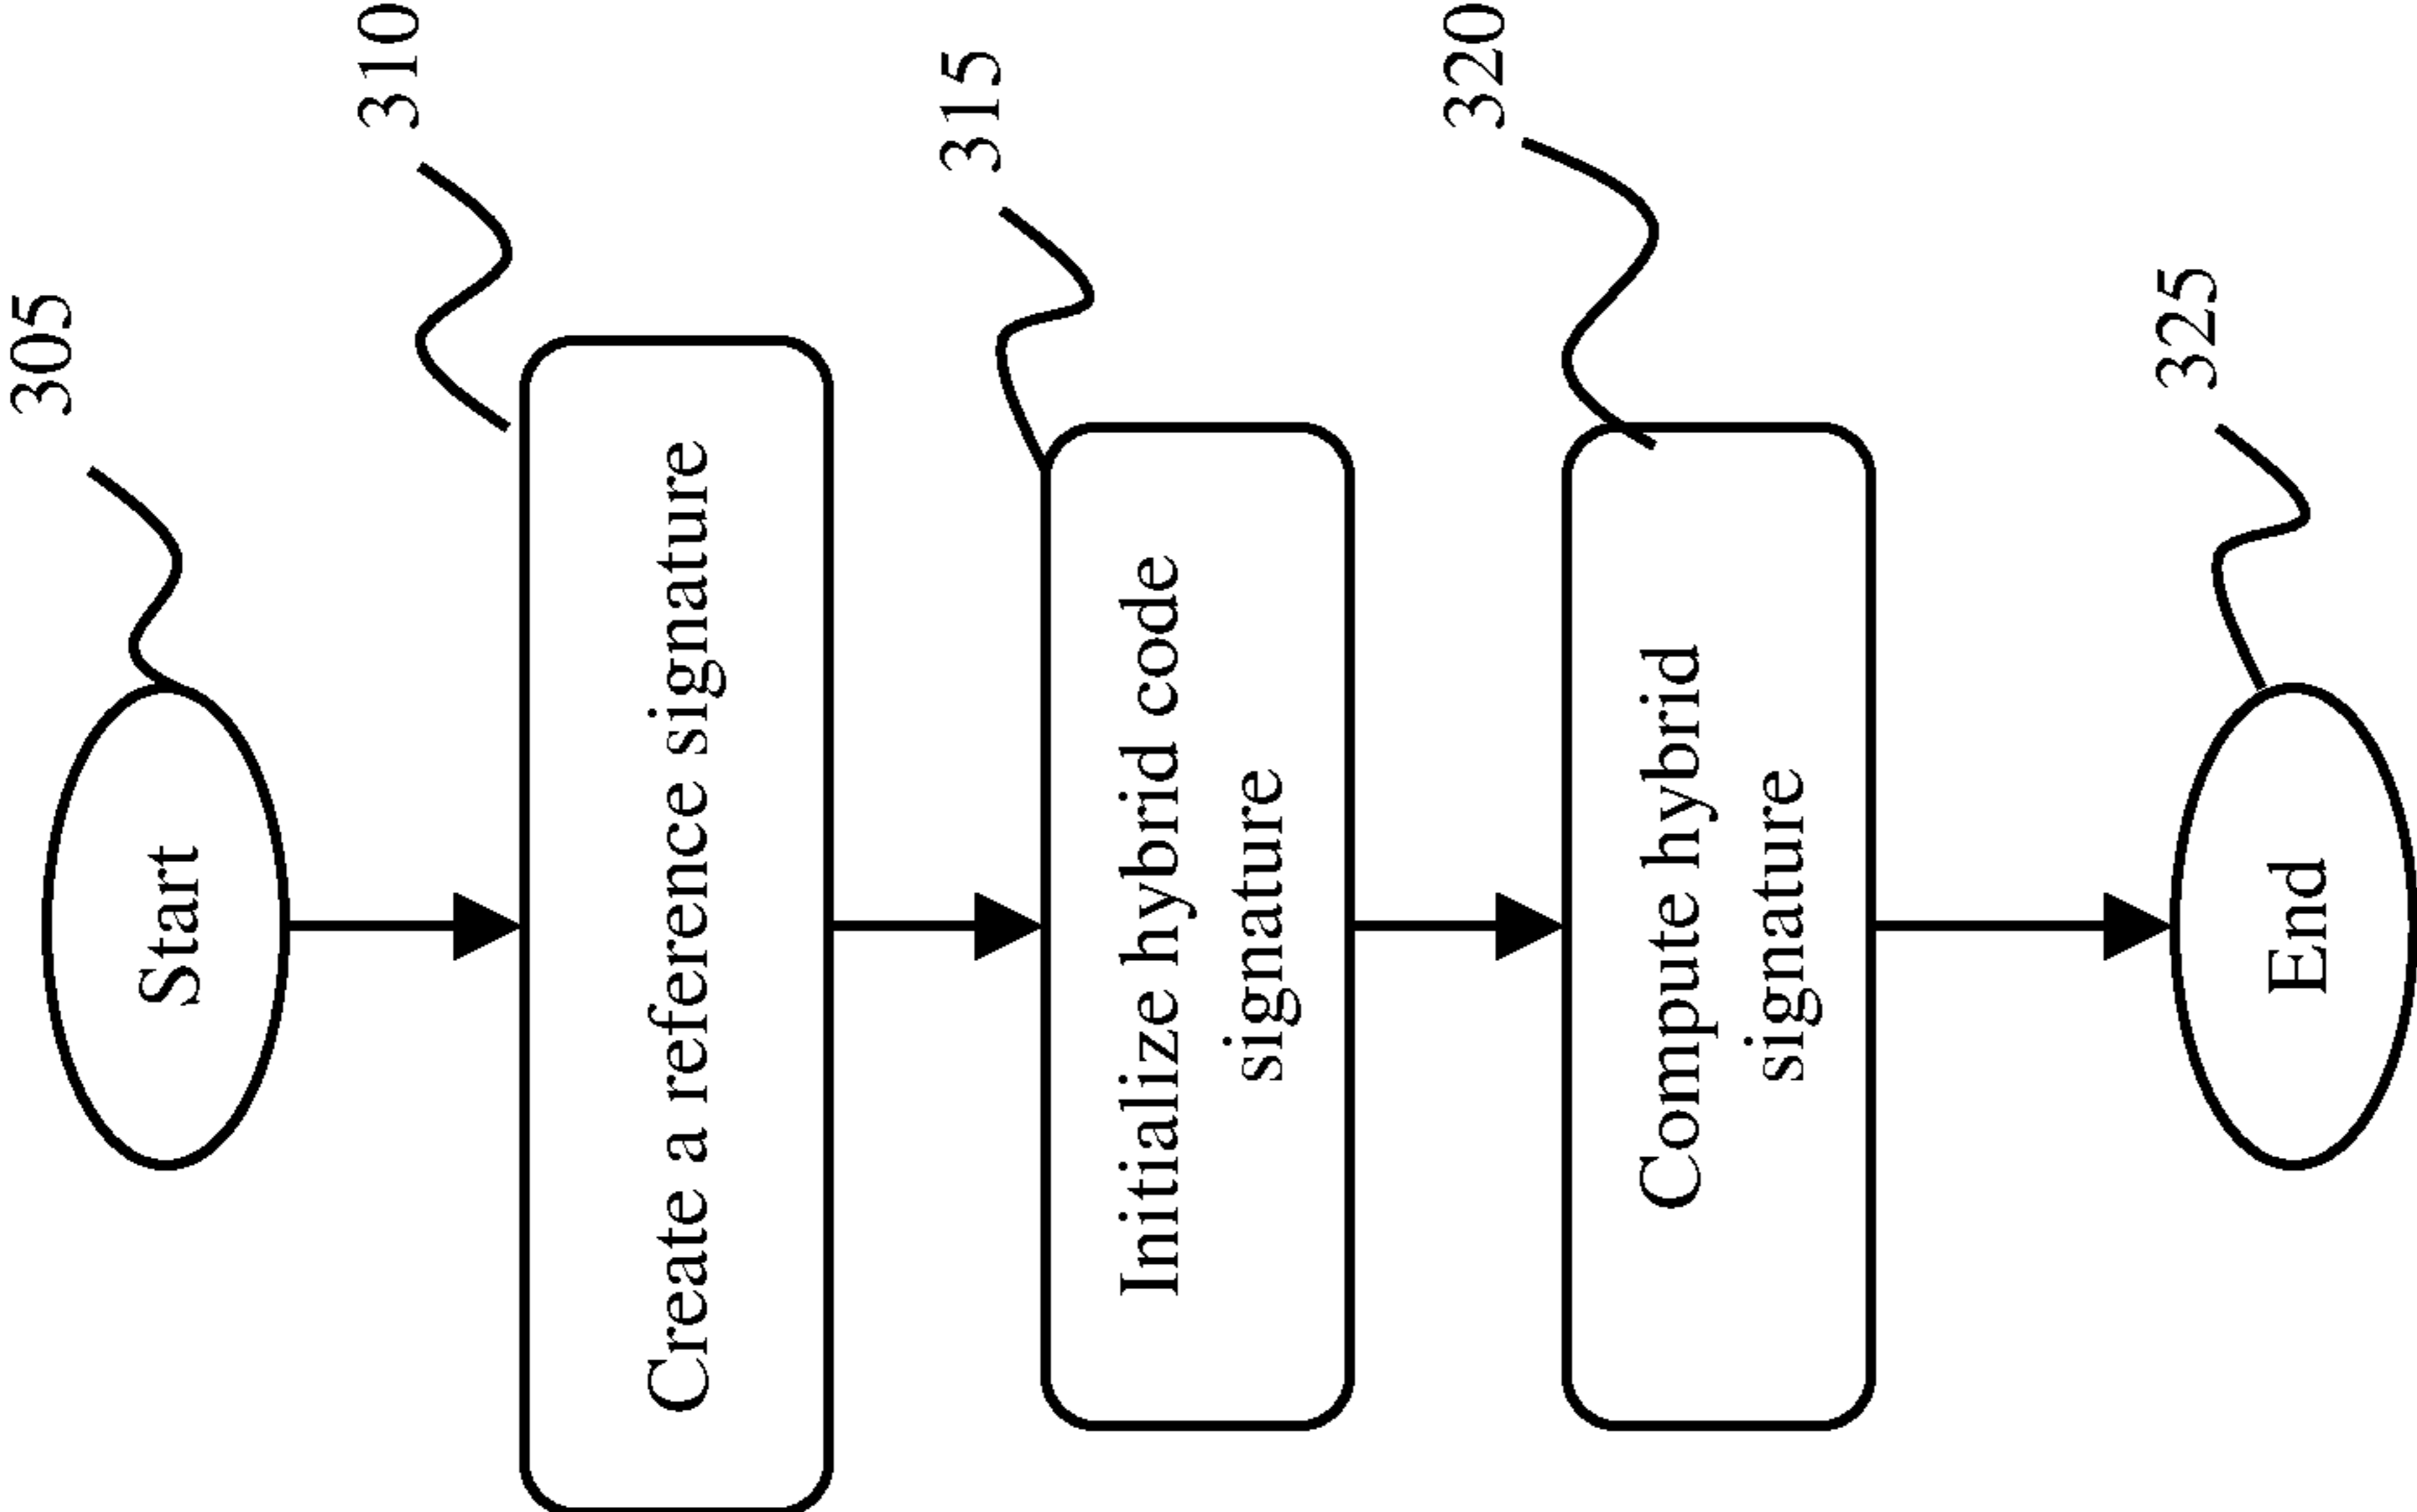 305
Start
310
Create a reference signature
315
Initialize hybrid code
signature
320
Compute hybrid
signature
325
End